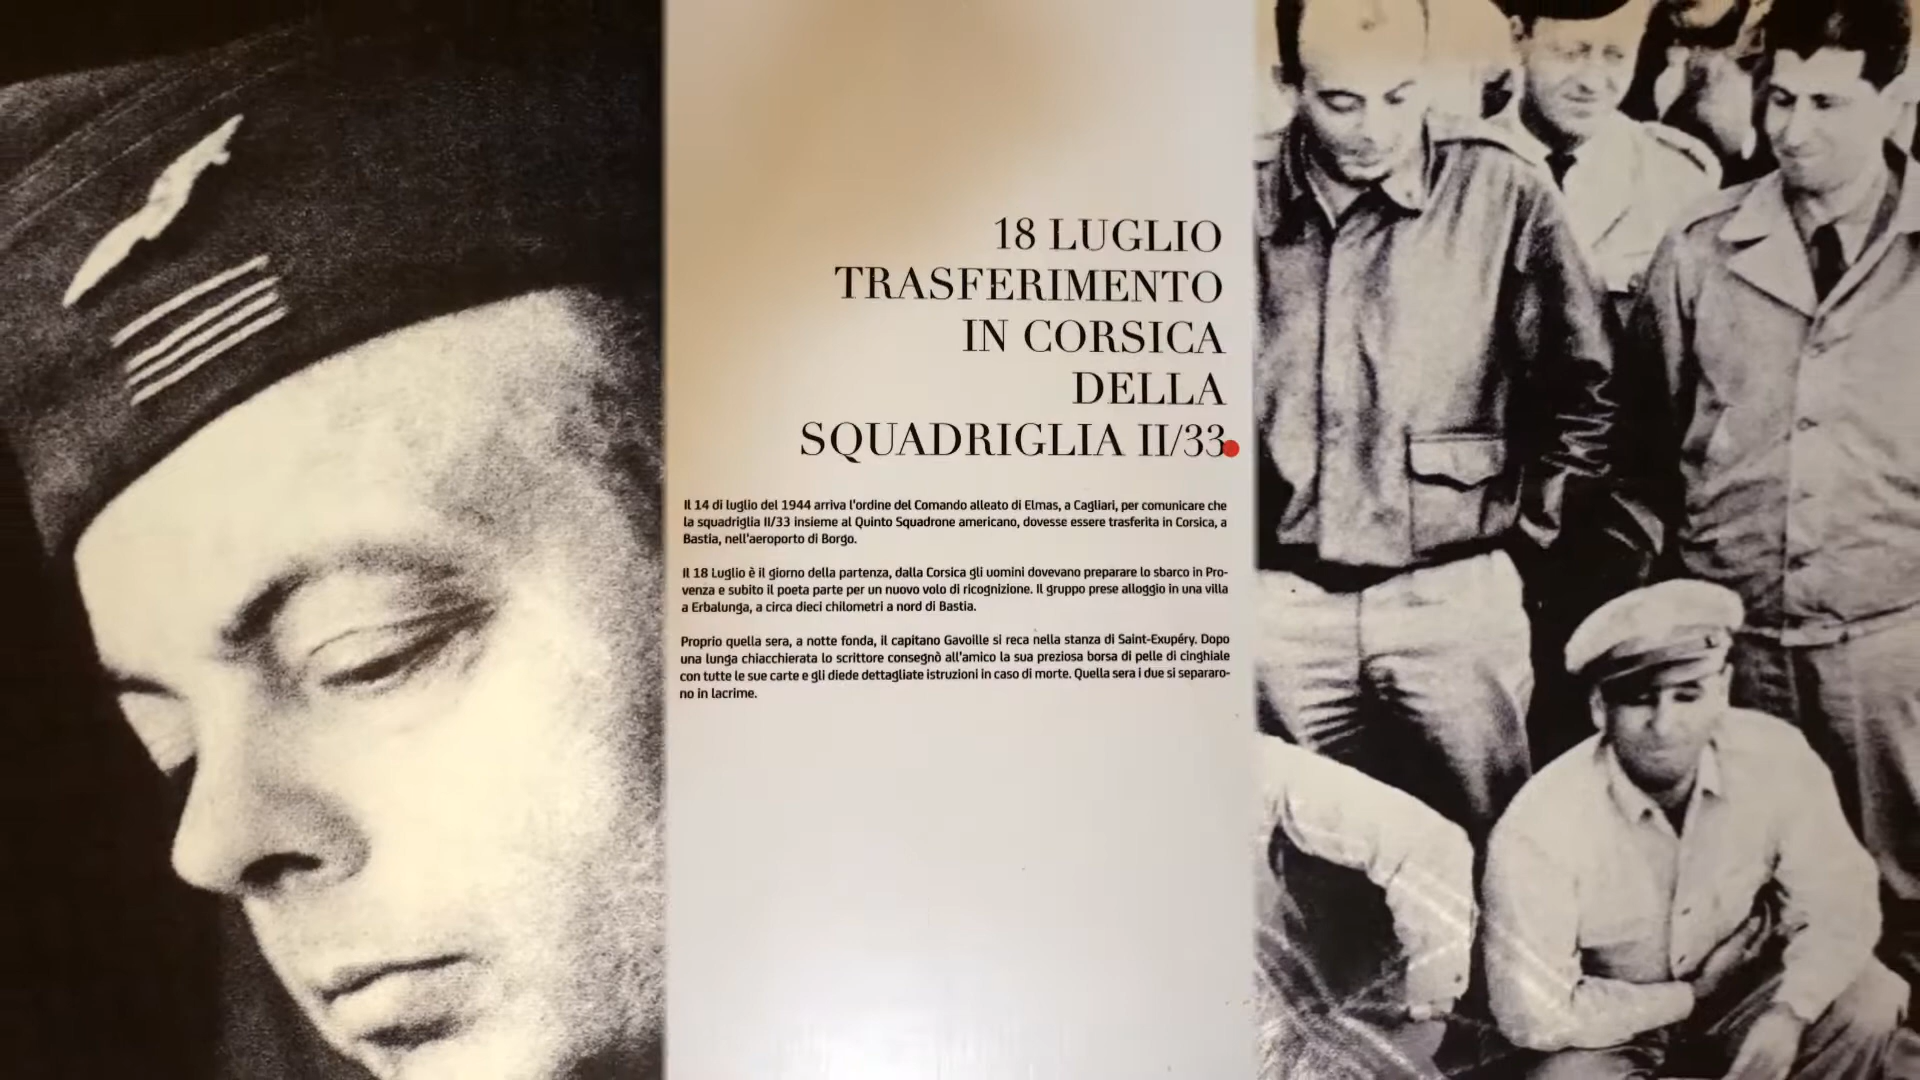 18 LUGLIO
TRASFERIMENTO
IN CORSICA
DELLA
SQUADRIGLIA II/33
Il 14 di luglio del 1944 arriva l'ordine del Comando alleato di Elmas, a Cagliari, per comunicare che
la squadriglia II/33 insieme al Quinto Squadrone americano, dovesse essere trasferita in Corsica, a
Bastia, nell'aeroporto di Borgo.
Il 18 Luglio è il giorno della partenza, dalla Corsica gli uomini dovevano preparare lo sbarco in Pro-
venza e subito il poeta parte per un nuovo volo di ricognizione. Il gruppo prese alloggio in una villa
a Erbalunga, a circa dieci chilometri a nord di Bastia.
Proprio quella sera, a notte fonda, il capitano Gavoille si reca nella stanza di Saint-Exupéry. Dopo
una lunga chiacchierata lo scrittore consegnò all'amico la sua preziosa borsa di pelle di cinghiale
con tutte le sue carte e gli diede dettagliate istruzioni in caso di morte. Quella sera i due si separaro-
no in lacrime.